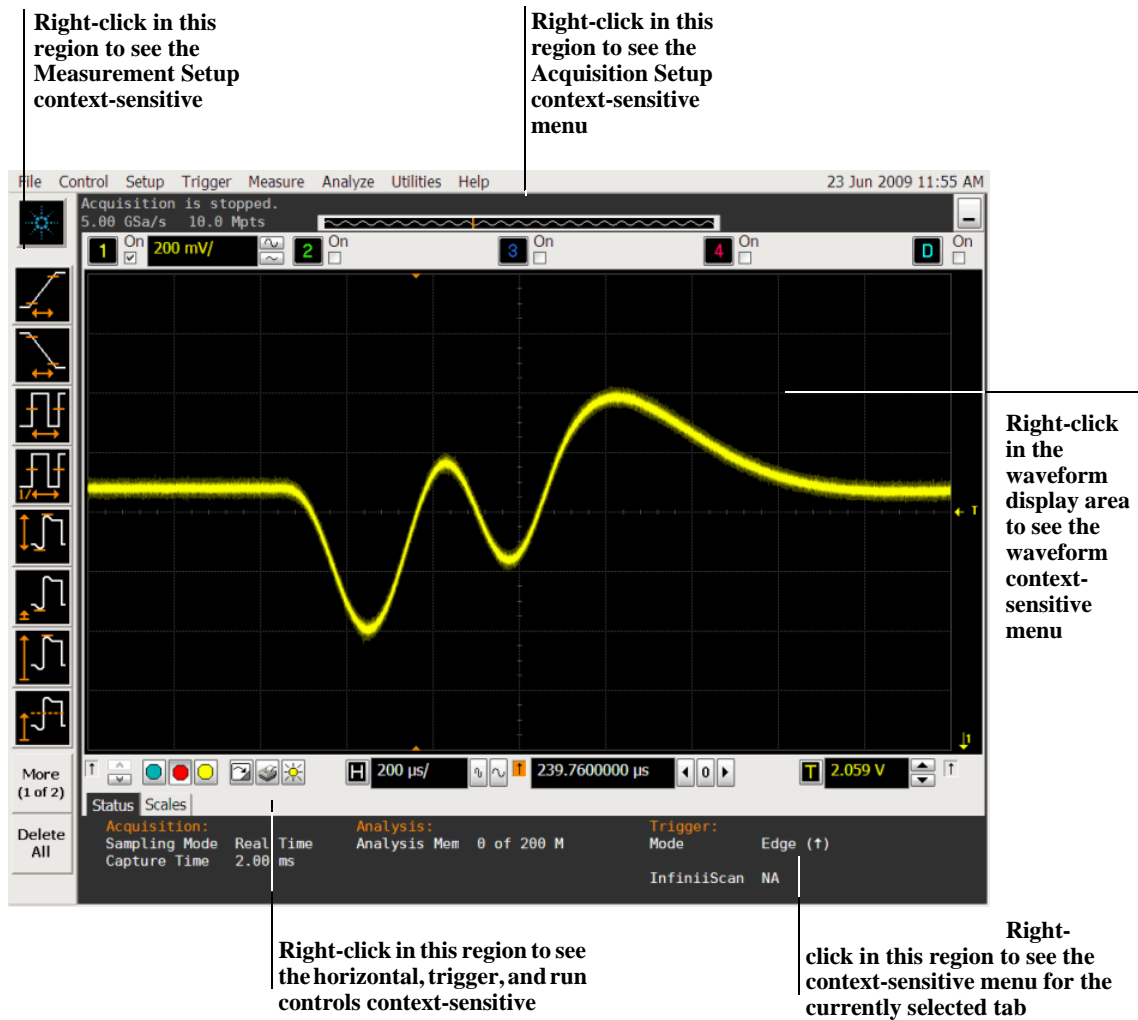 Right-click in this
region to see the
Measurement Setup
context-sensitive
Right-click in this
region to see the
Acquisition Setup
context-sensitive
menu
File Control Setup Trigger Measure Analyze Utilities Help 23 Jun 2009 11:55 AM
Acquisition is stopped.
5.00 GSa/s 10.0 Mpts
1 On 200 mV/ 2 On 3 On 4 On D On
1/
T
1
Right-click
in the
waveform
display area
to see the
waveform
context-
sensitive
menu
More
(1 of 2)
Delete
All
H 200 µs/ 239.7600000 µs 0 T 2.059 V
Status Scales
Acquisition: Analysis: Trigger:
Sampling Mode Real Time Analysis Mem 0 of 200 M Mode Edge (↑)
Capture Time 2.00 ms
InfiniiScan NA
Right-click in this region to see
the horizontal, trigger, and run
controls context-sensitive
Right-
click in this region to see the
context-sensitive menu for the
currently selected tab